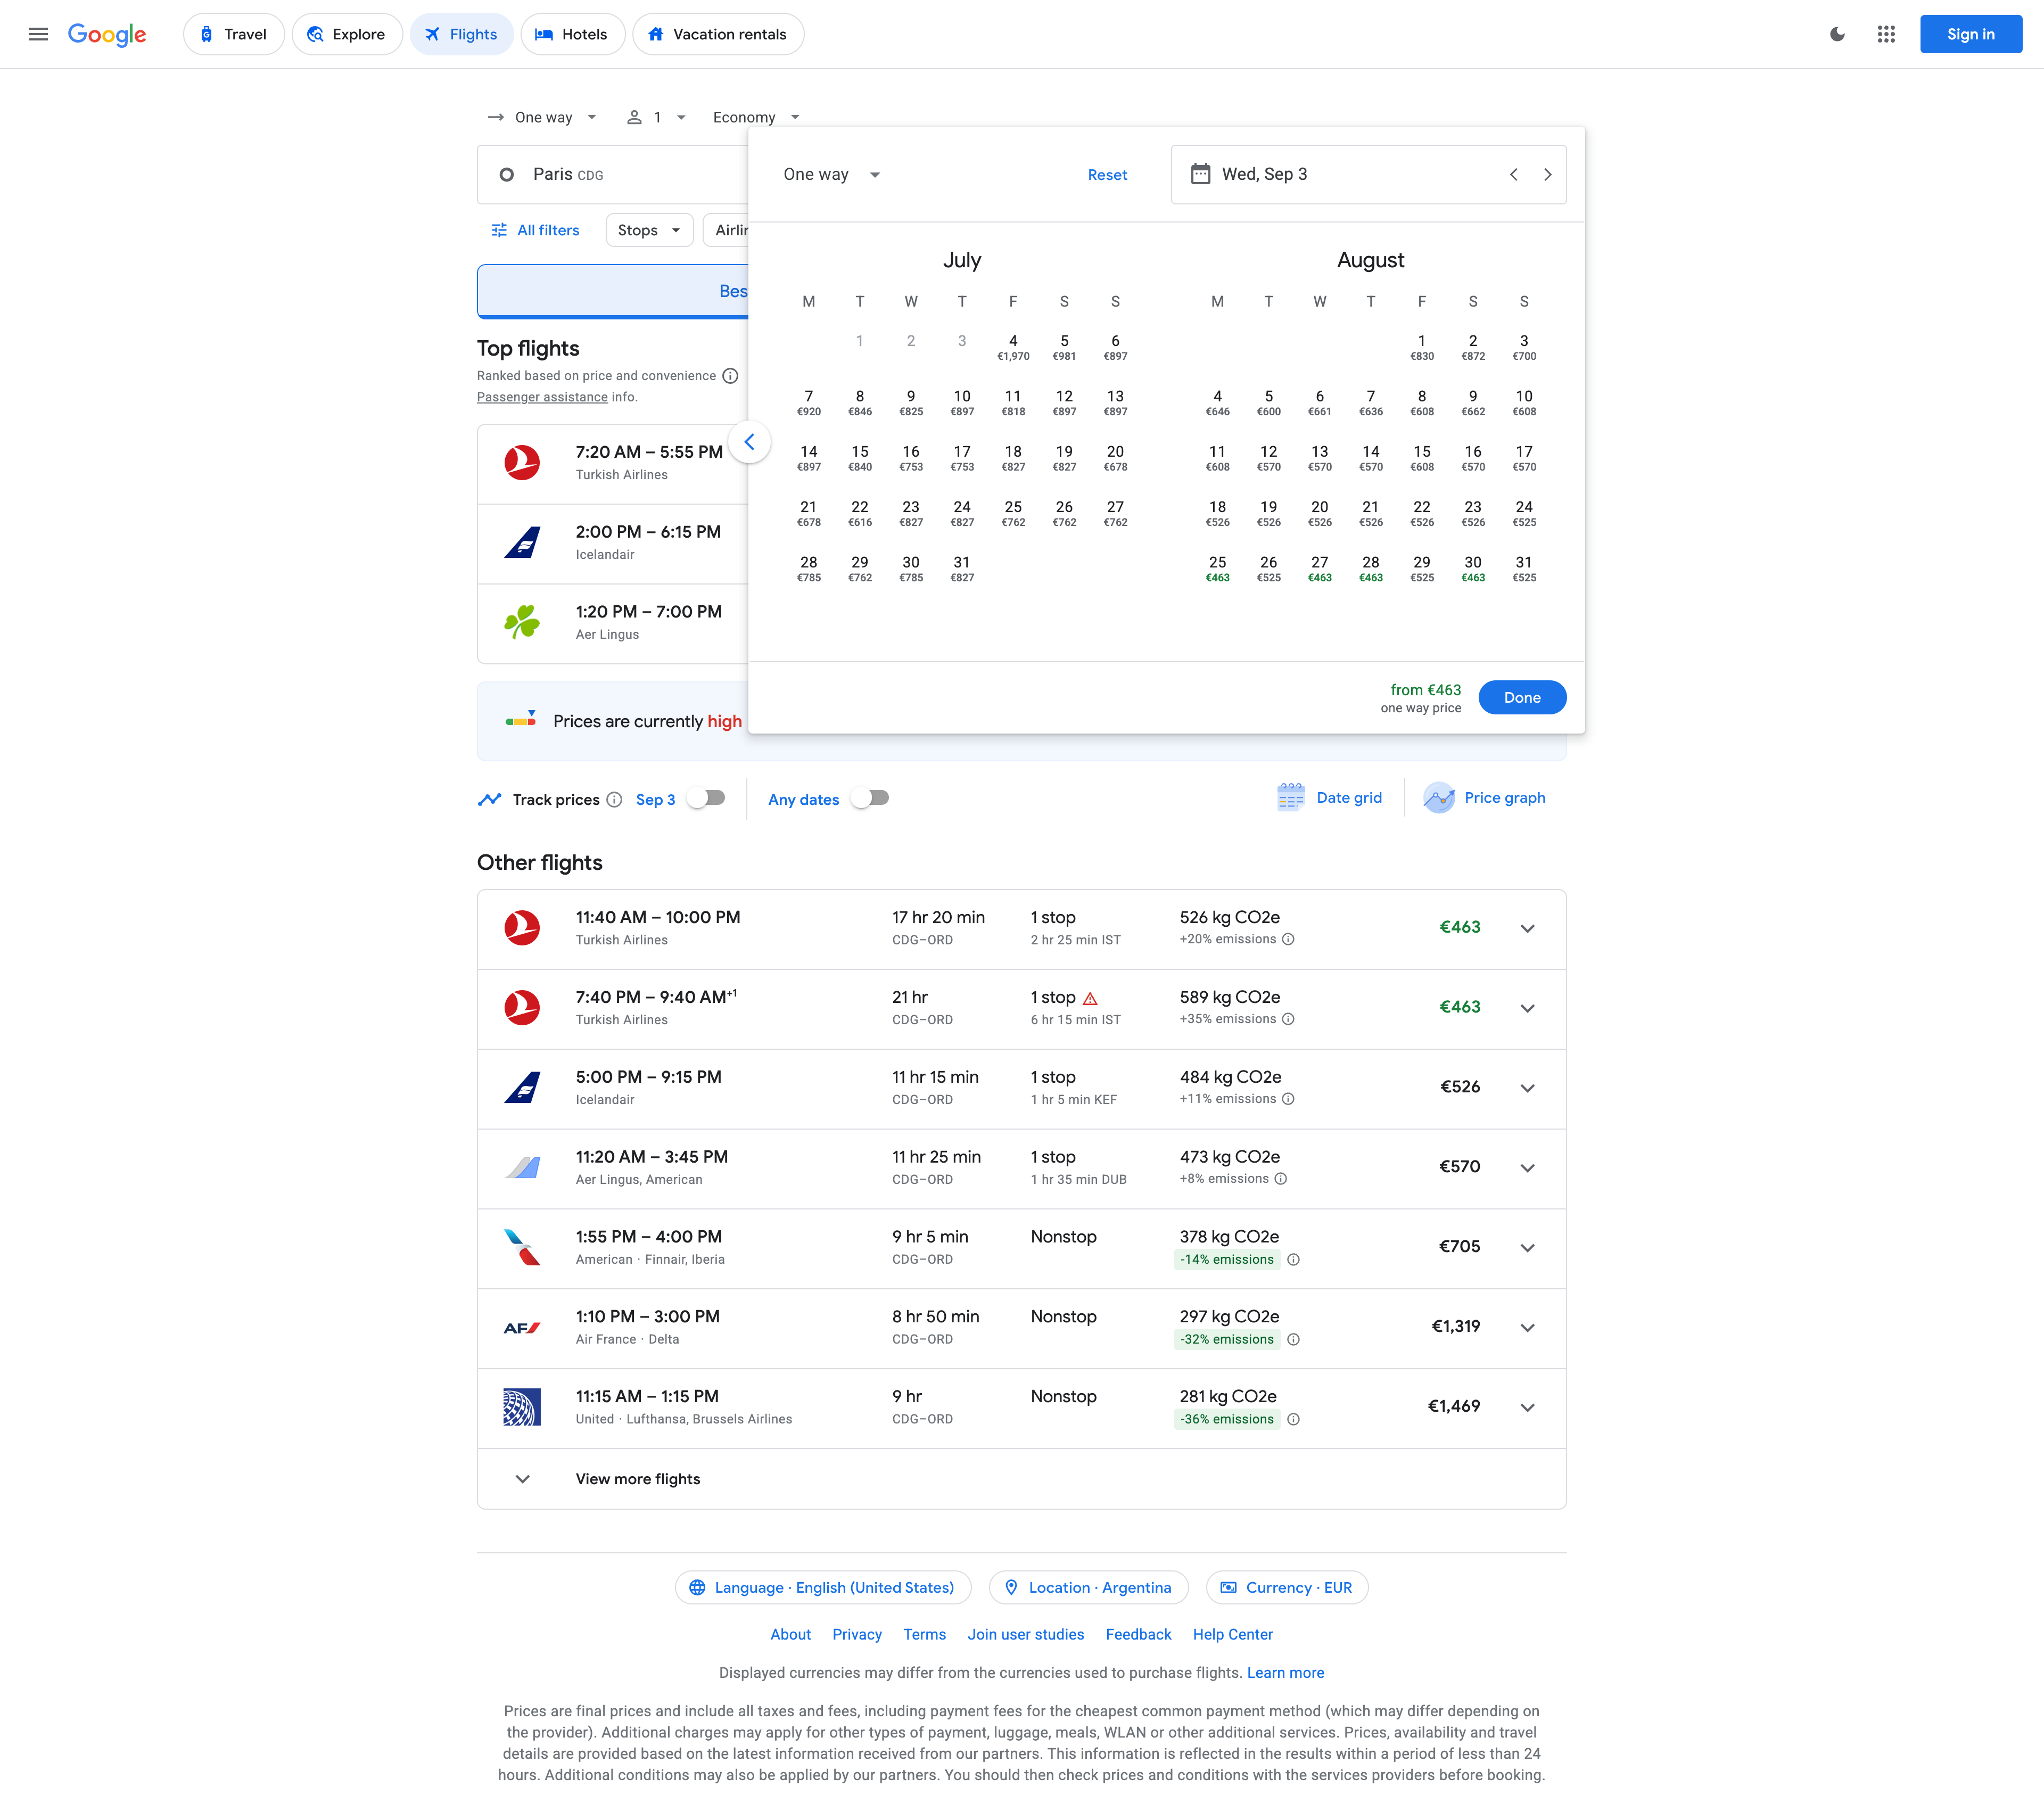 Google
Travel
Explore
Flights
Hotels
Vacation rentals
Sign in
One way
1
Economy
Paris CDG
One way
Reset
Wed, Sep 3
All filters
Stops
Airlin
Bes
July
M T W T F S S
1 2 3 4 5 6
€1,970 €981 €897
7 8 9 10 11 12 13
€920 €846 €825 €897 €818 €897 €897
14 15 16 17 18 19 20
€897 €840 €753 €753 €827 €827 €678
21 22 23 24 25 26 27
€678 €616 €827 €827 €762 €762 €762
28 29 30 31
€785 €762 €785 €827
August
M T W T F S S
1 2 3
€830 €872 €700
4 5 6 7 8 9 10
€646 €600 €661 €636 €608 €662 €608
11 12 13 14 15 16 17
€608 €570 €570 €570 €608 €570 €570
18 19 20 21 22 23 24
€526 €526 €526 €526 €526 €526 €525
25 26 27 28 29 30 31
€463 €525 €463 €463 €525 €463 €525
from €463
one way price
Done
Top flights
Ranked based on price and convenience
Passenger assistance info.
7:20 AM – 5:55 PM
Turkish Airlines
2:00 PM – 6:15 PM
Icelandair
1:20 PM – 7:00 PM
Aer Lingus
Prices are currently high
Track prices
Sep 3
Any dates
Date grid
Price graph
Other flights
11:40 AM – 10:00 PM 17 hr 20 min 1 stop 526 kg CO2e €463
Turkish Airlines CDG–ORD 2 hr 25 min IST +20% emissions
7:40 PM – 9:40 AM+1 21 hr 1 stop 589 kg CO2e €463
Turkish Airlines CDG–ORD 6 hr 15 min IST +35% emissions
5:00 PM – 9:15 PM 11 hr 15 min 1 stop 484 kg CO2e €526
Icelandair CDG–ORD 1 hr 5 min KEF +11% emissions
11:20 AM – 3:45 PM 11 hr 25 min 1 stop 473 kg CO2e €570
Aer Lingus, American CDG–ORD 1 hr 35 min DUB +8% emissions
1:55 PM – 4:00 PM 9 hr 5 min Nonstop 378 kg CO2e €705
American · Finnair, Iberia CDG–ORD -14% emissions
AF
1:10 PM – 3:00 PM 8 hr 50 min Nonstop 297 kg CO2e €1,319
Air France · Delta CDG–ORD -32% emissions
11:15 AM – 1:15 PM 9 hr Nonstop 281 kg CO2e €1,469
United · Lufthansa, Brussels Airlines CDG–ORD -36% emissions
View more flights
Language · English (United States)
Location · Argentina
Currency · EUR
About Privacy Terms Join user studies Feedback Help Center
Displayed currencies may differ from the currencies used to purchase flights. Learn more
Prices are final prices and include all taxes and fees, including payment fees for the cheapest common payment method (which may differ depending on
the provider). Additional charges may apply for other types of payment, luggage, meals, WLAN or other additional services. Prices, availability and travel
details are provided based on the latest information received from our partners. This information is reflected in the results within a period of less than 24
hours. Additional conditions may also be applied by our partners. You should then check prices and conditions with the services providers before booking.